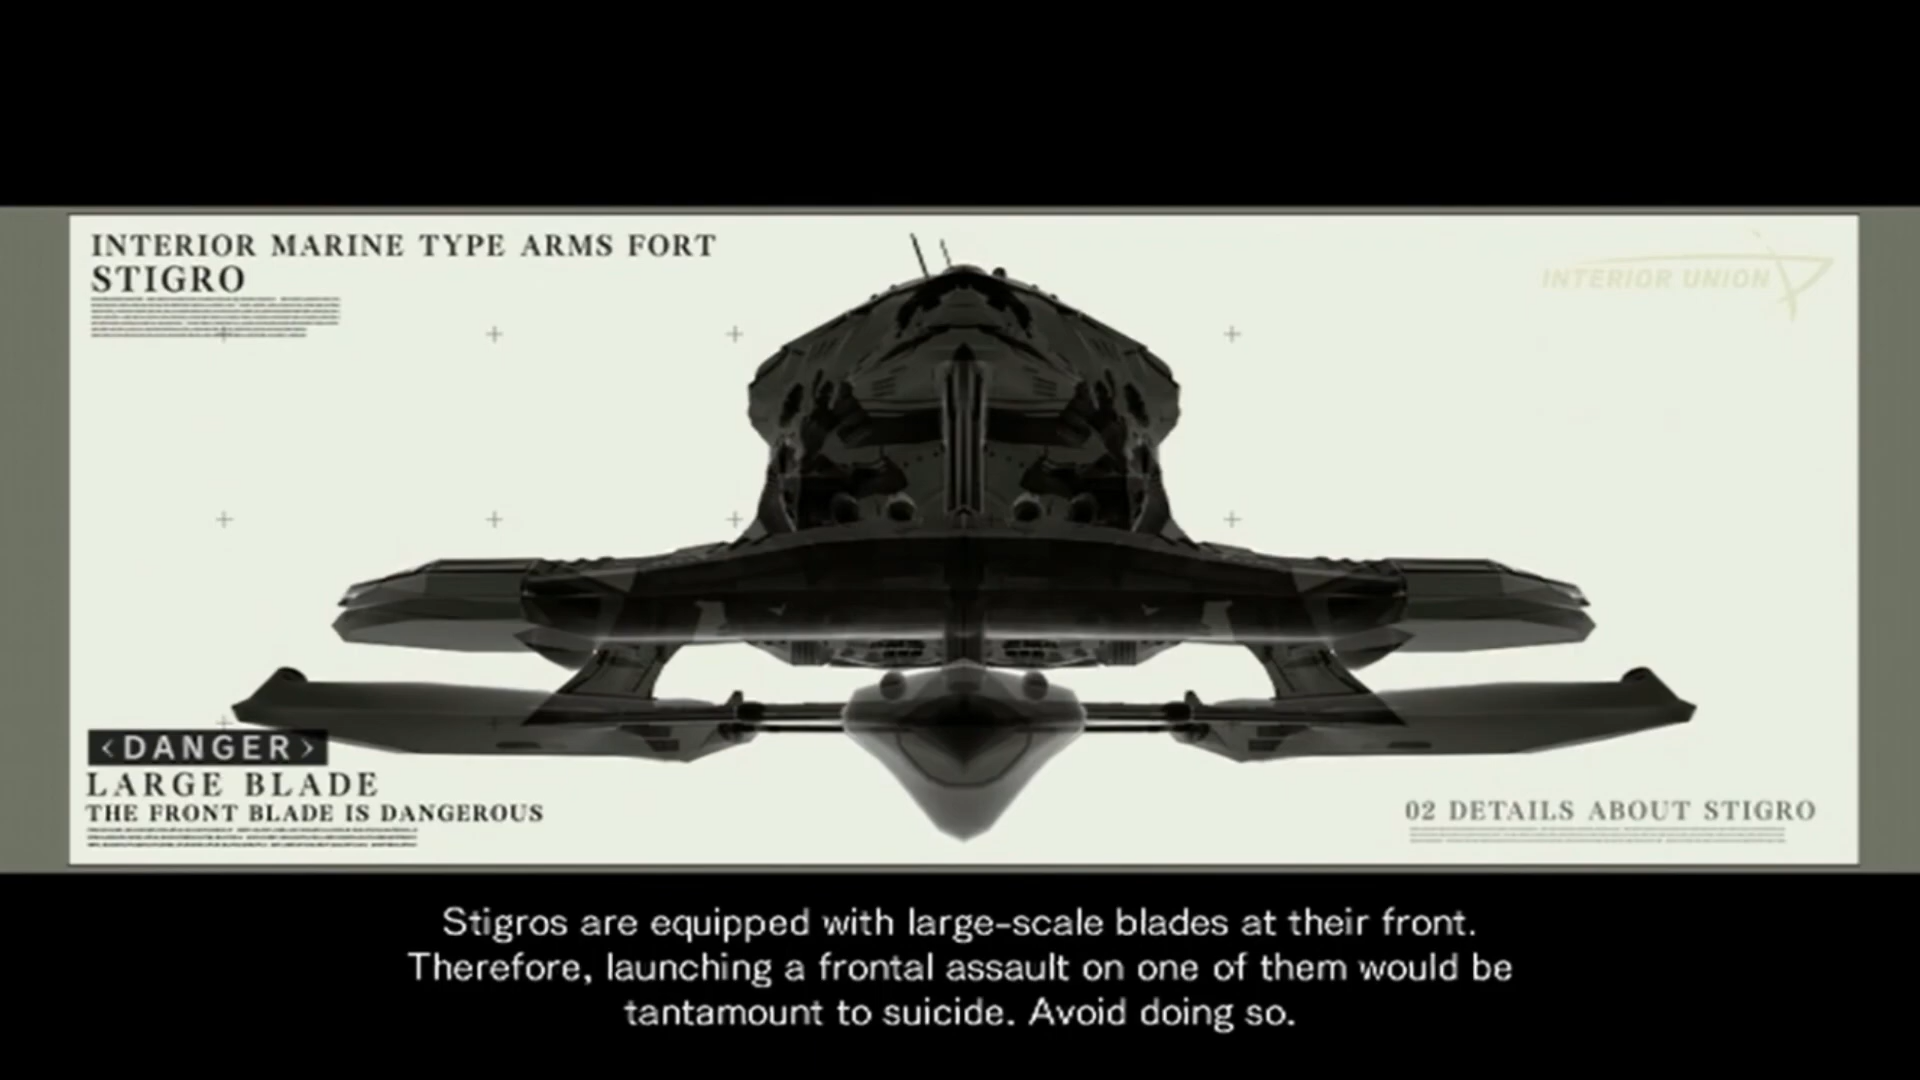 INTERIOR MARINE TYPE ARMS FORT
STIGRO
INTERIOR UNION
<DANGER>
LARGE BLADE
THE FRONT BLADE IS DANGEROUS
02 DETAILS ABOUT STIGRO
Stigros are equipped with large-scale blades at their front.
Therefore, launching a frontal assault on one of them would be
tantamount to suicide. Avoid doing so.